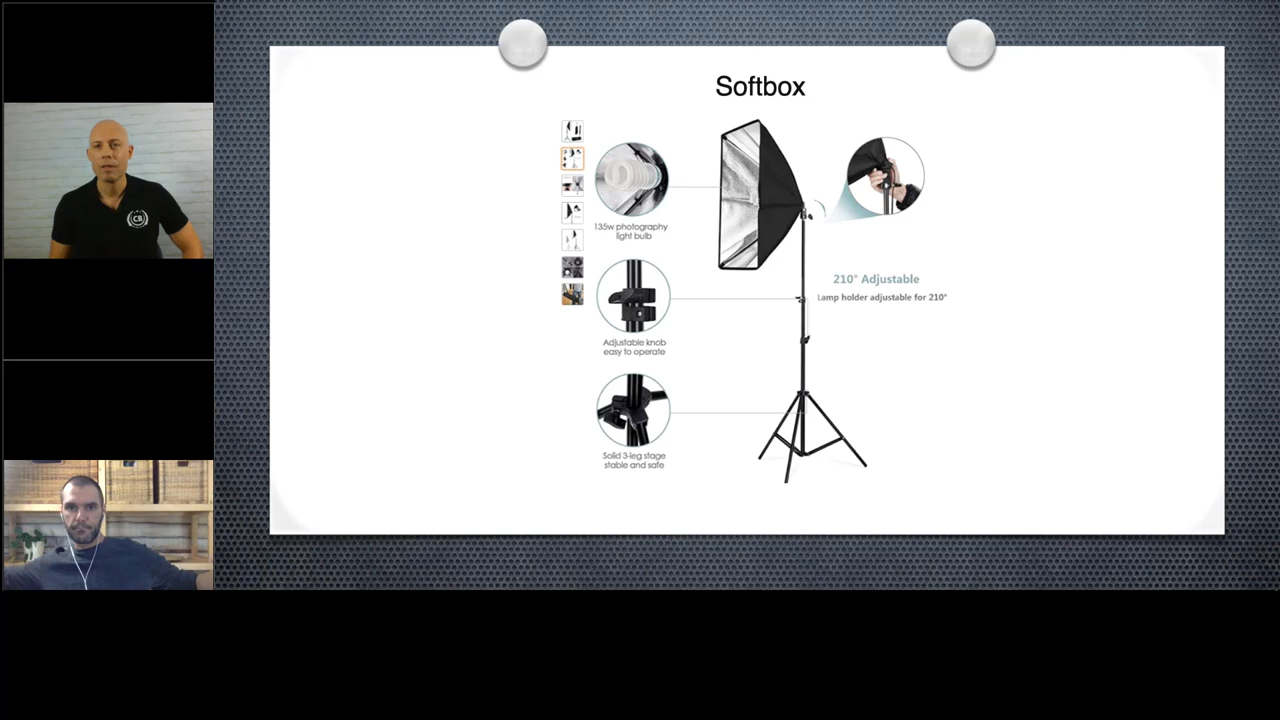 Softbox
135w photography
light bulb
210° Adjustable
Lamp holder adjustable for 210°
Adjustable knob
easy to operate
Solid 3-leg stage
stable and safe
CB